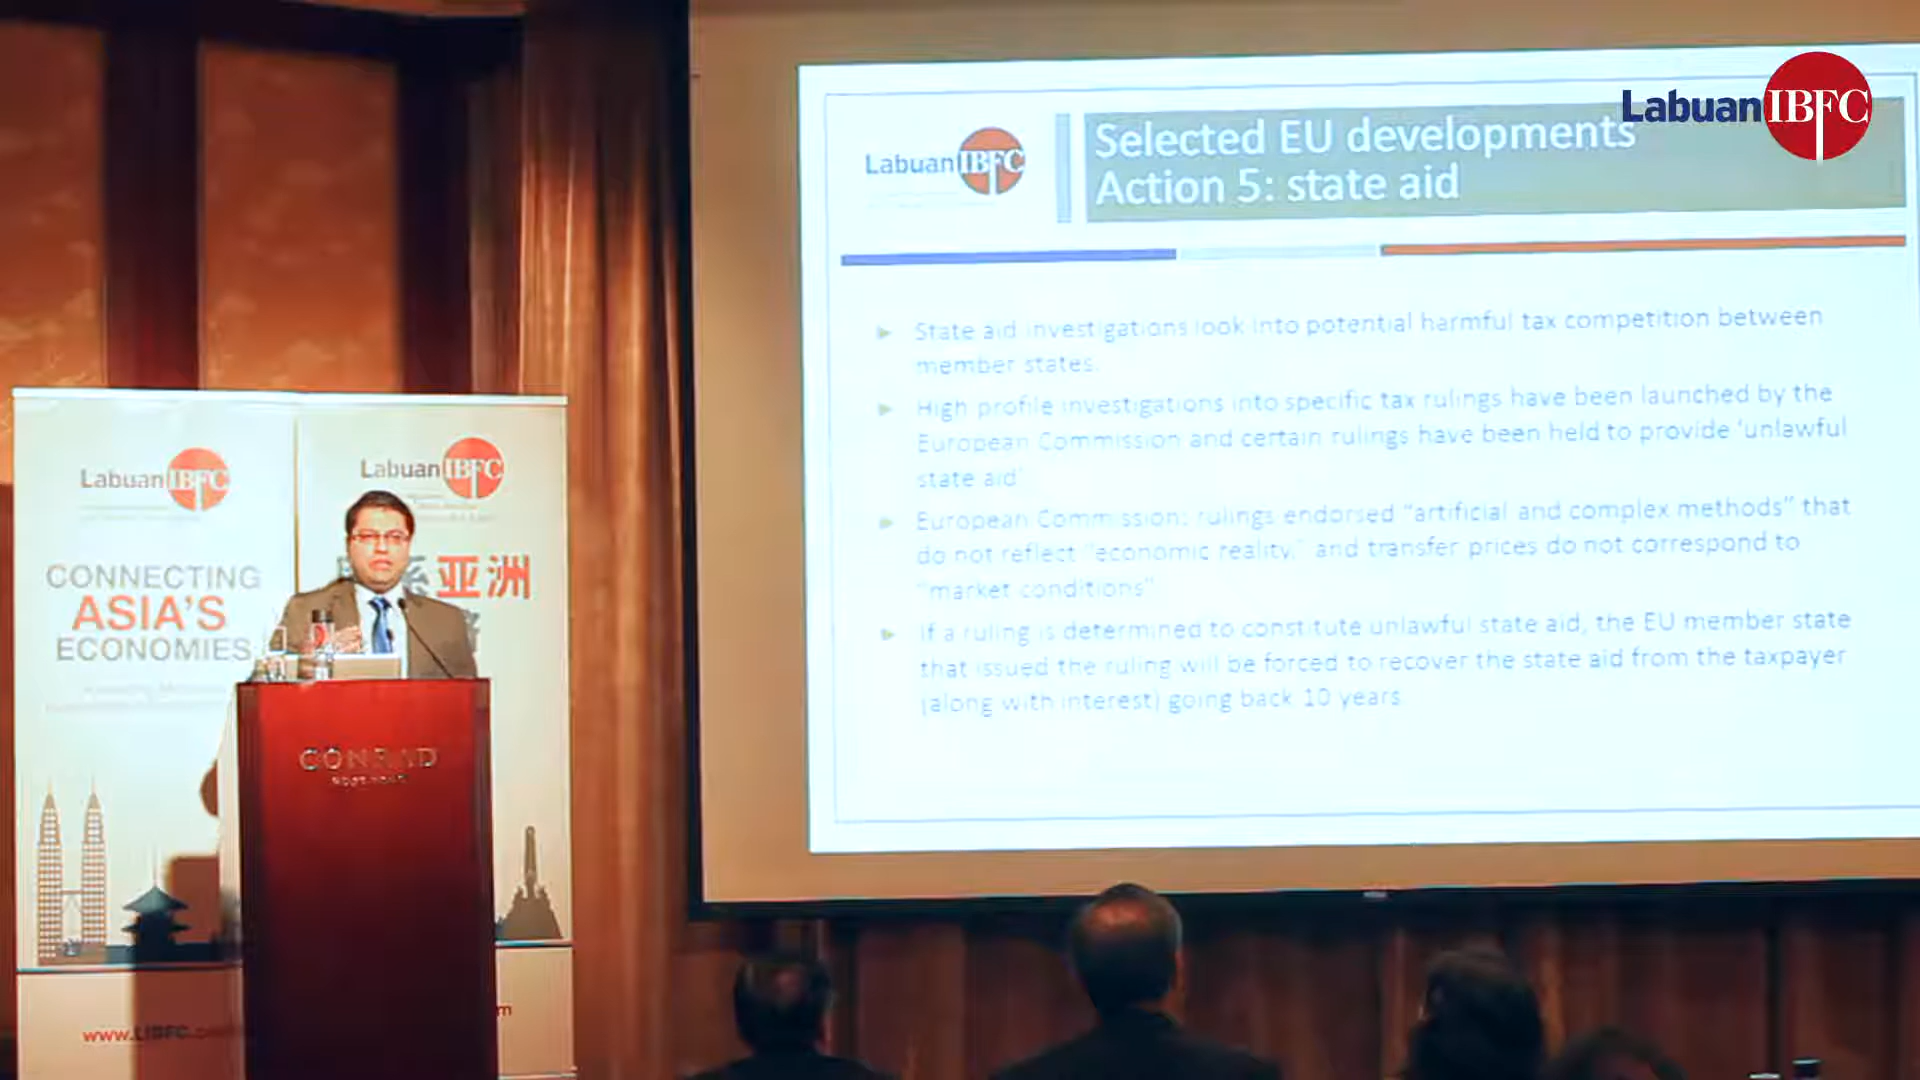 Labuan IBFC
Labuan IBFC
Selected EU developments
Action 5: state aid
State aid investigations look into potential harmful tax competition between
member states.
High profile investigations into specific tax rulings have been launched by the
European Commission and certain rulings have been held to provide ‘unlawful
state aid’
European Commission: rulings endorsed “artificial and complex methods” that
do not reflect “economic reality,” and transfer prices do not correspond to
“market conditions”
If a ruling is determined to constitute unlawful state aid, the EU member state
that issued the ruling will be forced to recover the state aid from the taxpayer
(along with interest) going back 10 years.
Labuan IBFC
CONNECTING
ASIA'S
ECONOMIES
www.LIBFC.
Labuan IBFC
系亚洲
CONRAD